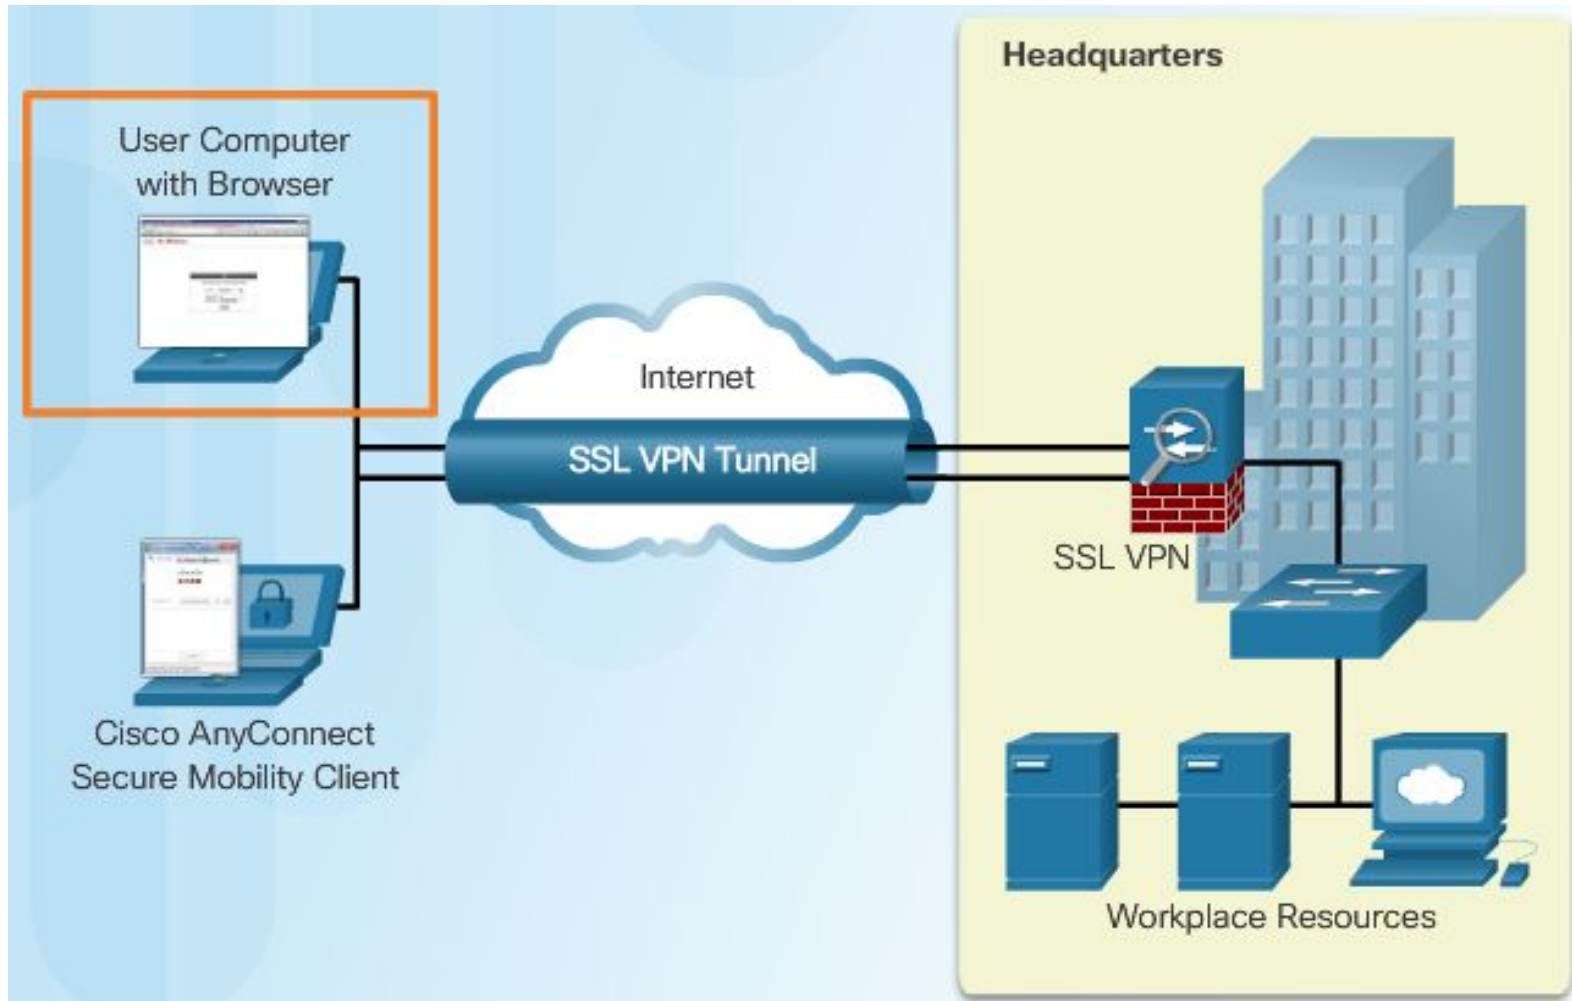 Headquarters
User Computer
with Browser
Internet
SSL VPN Tunnel
SSL VPN
Cisco AnyConnect
Secure Mobility Client
Workplace Resources